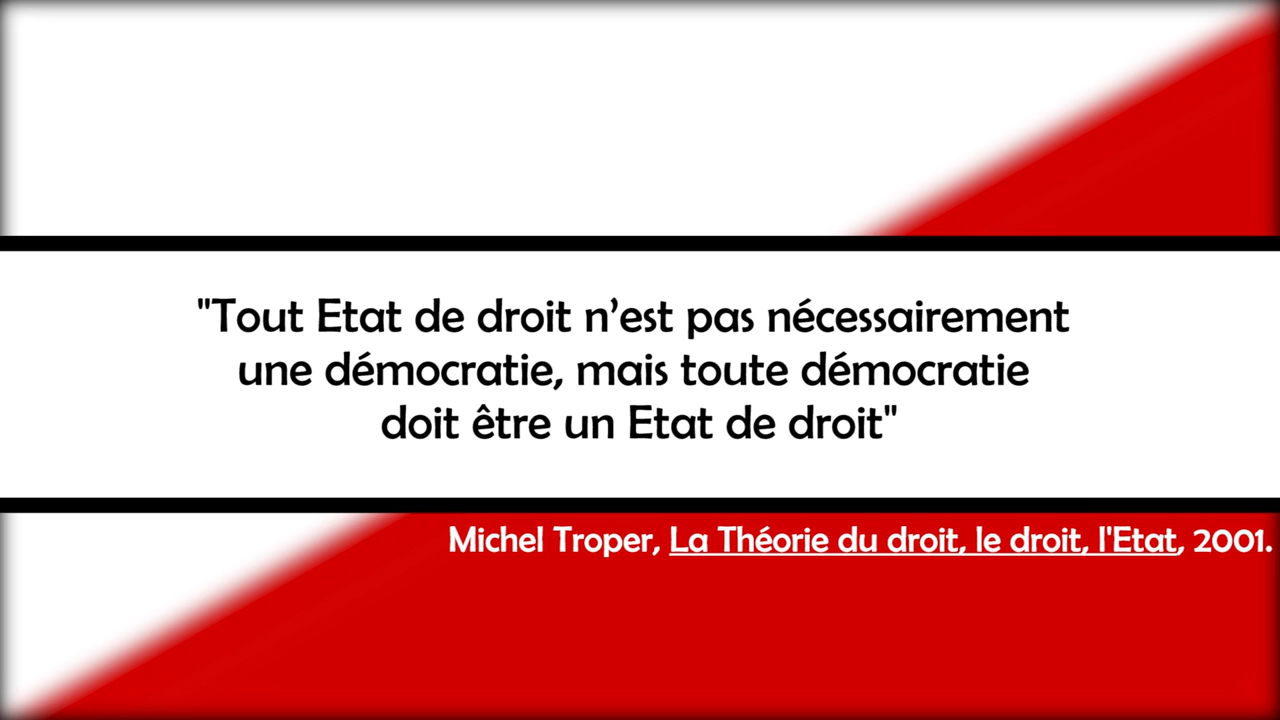 "Tout Etat de droit n’est pas nécessairement
une démocratie, mais toute démocratie
doit être un Etat de droit"
Michel Troper, La Théorie du droit, le droit, l'Etat, 2001.